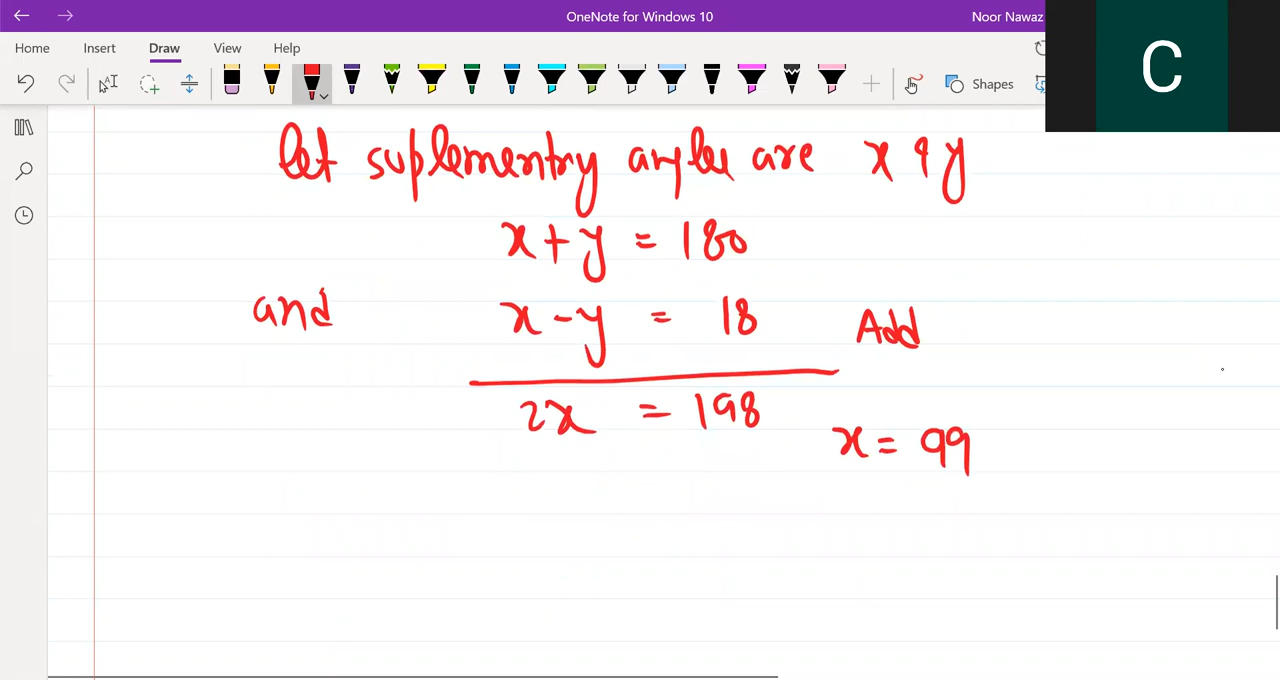 OneNote for Windows 10
Noor Nawaz
Home Insert Draw View Help
Shapes
C
let suplementry angles are x & y
x + y = 180
and x - y = 18 Add
2x = 198
x = 99